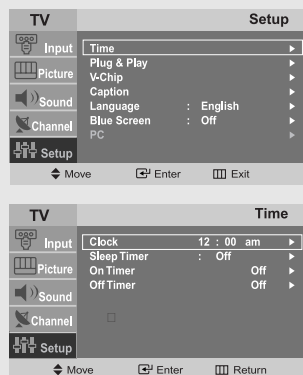 TV Setup
Input
Picture
Sound
Channel
Setup
Time
Plug & Play
V-Chip
Caption
Language : English
Blue Screen : Off
PC
Move Enter Exit
TV Time
Input
Picture
Sound
Channel
Setup
Clock 12 : 00 am
Sleep Timer : Off
On Timer Off
Off Timer Off
Move Enter Return